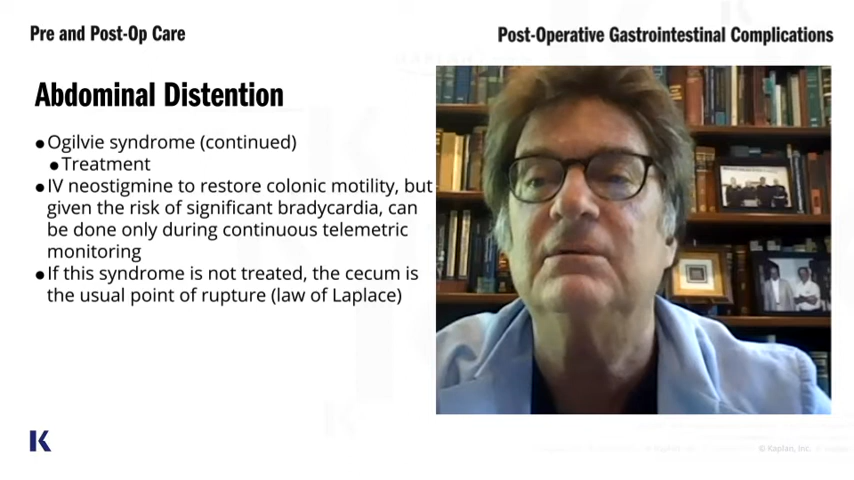 Pre and Post-Op Care
Post-Operative Gastrointestinal Complications
Abdominal Distention
●Ogilvie syndrome (continued)
●Treatment
●IV neostigmine to restore colonic motility, but
given the risk of significant bradycardia, can
be done only during continuous telemetric
monitoring
●If this syndrome is not treated, the cecum is
the usual point of rupture (law of Laplace)
K
© Kaplan, Inc.